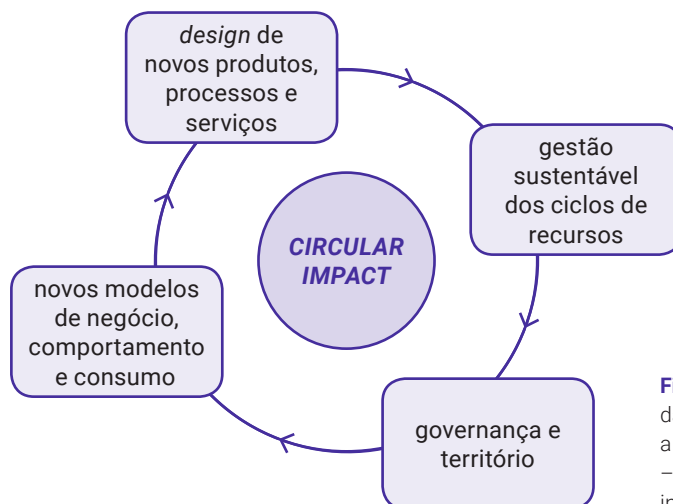 design de
novos produtos,
processos e
serviços
gestão
sustentável
dos ciclos de
recursos
CIRCULAR
IMPACT
novos modelos
de negócio,
comportamento
e consumo
governança e
território